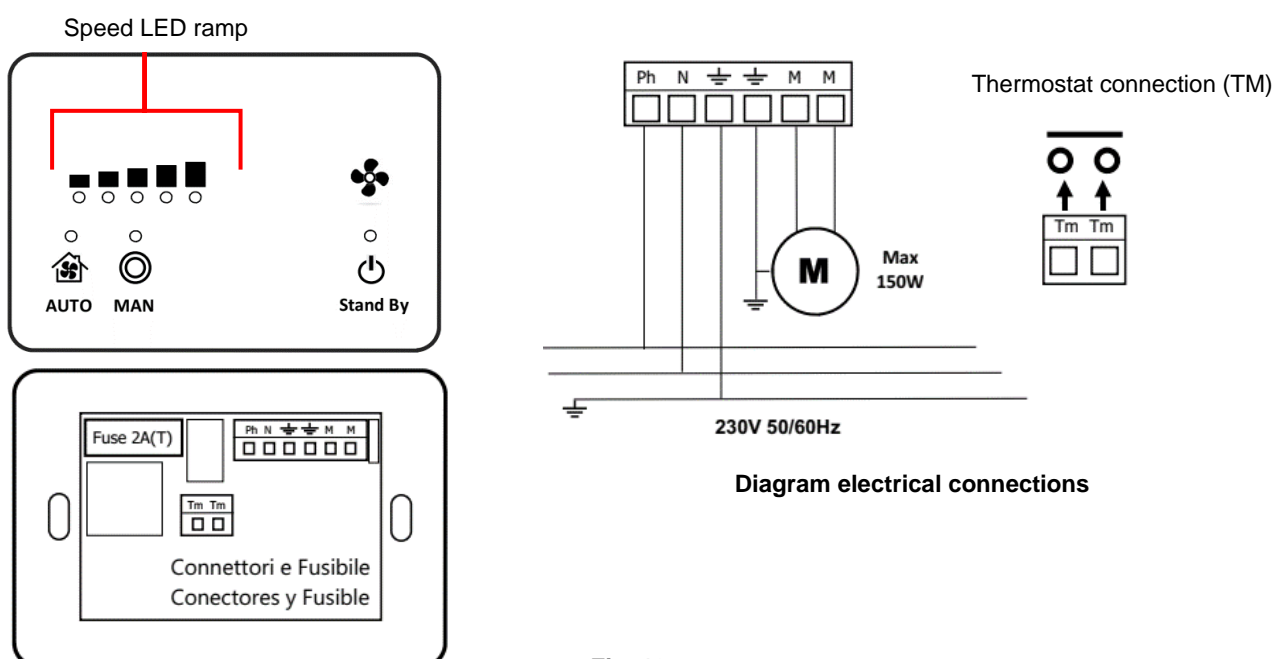 Speed LED ramp
AUTO MAN Stand By
Ph N M M
Max
150W
M
230V 50/60Hz
Diagram electrical connections
Thermostat connection (TM)
Tm Tm
Fuse 2A(T)
Ph N M M
Tm Tm
Connettori e Fusibile
Conectores y Fusible